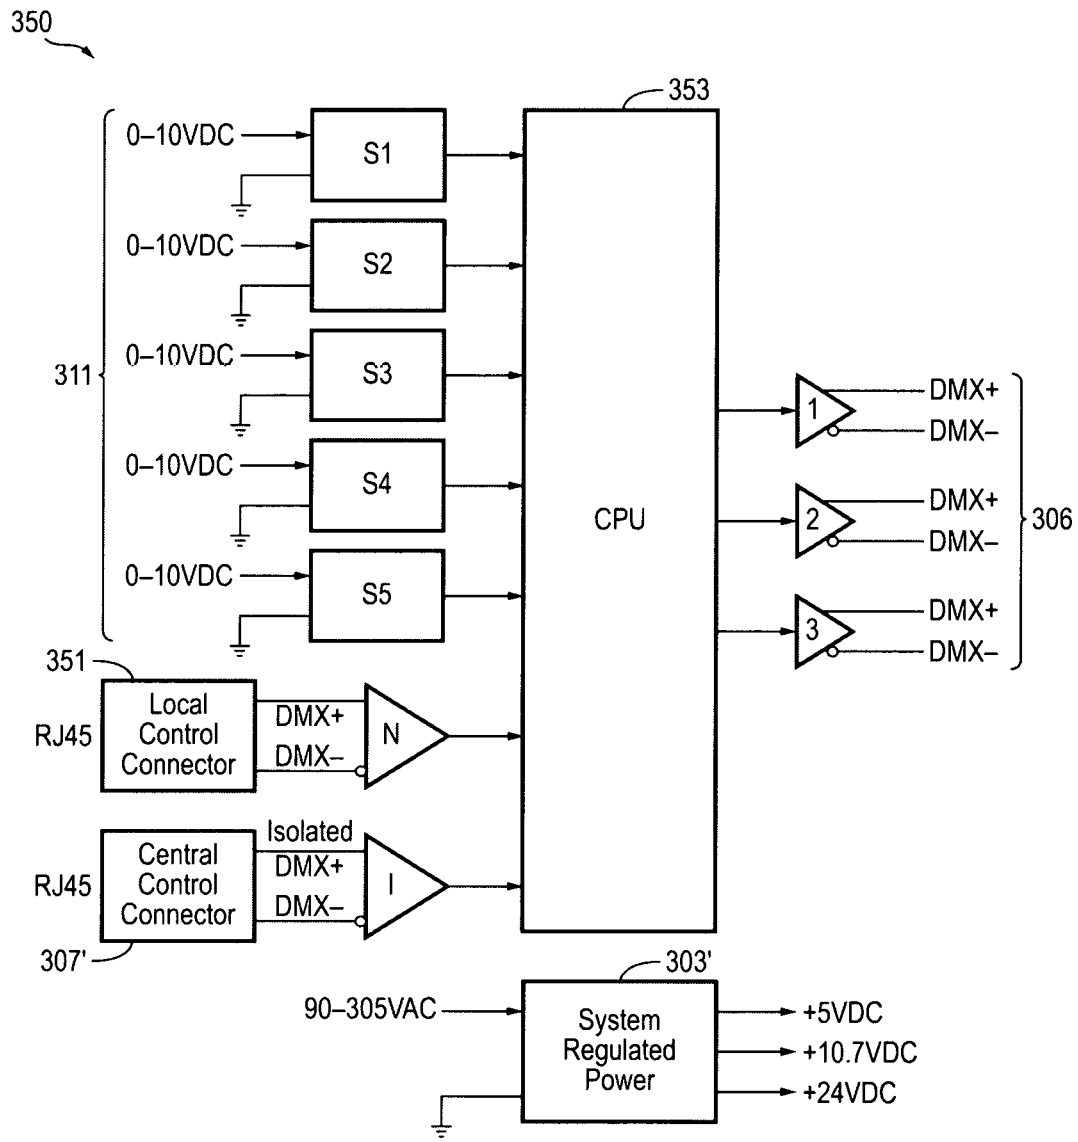 350
353
0–10VDC
S1
0–10VDC
S2
0–10VDC
S3
311
0–10VDC
S4
0–10VDC
S5
CPU
1
DMX+
DMX–
2
DMX+
DMX–
306
3
DMX+
DMX–
351
RJ45
Local
Control
Connector
DMX+
DMX–
N
RJ45
Central
Control
Connector
Isolated
DMX+
DMX–
I
307'
303'
90–305VAC
System
Regulated
Power
+5VDC
+10.7VDC
+24VDC